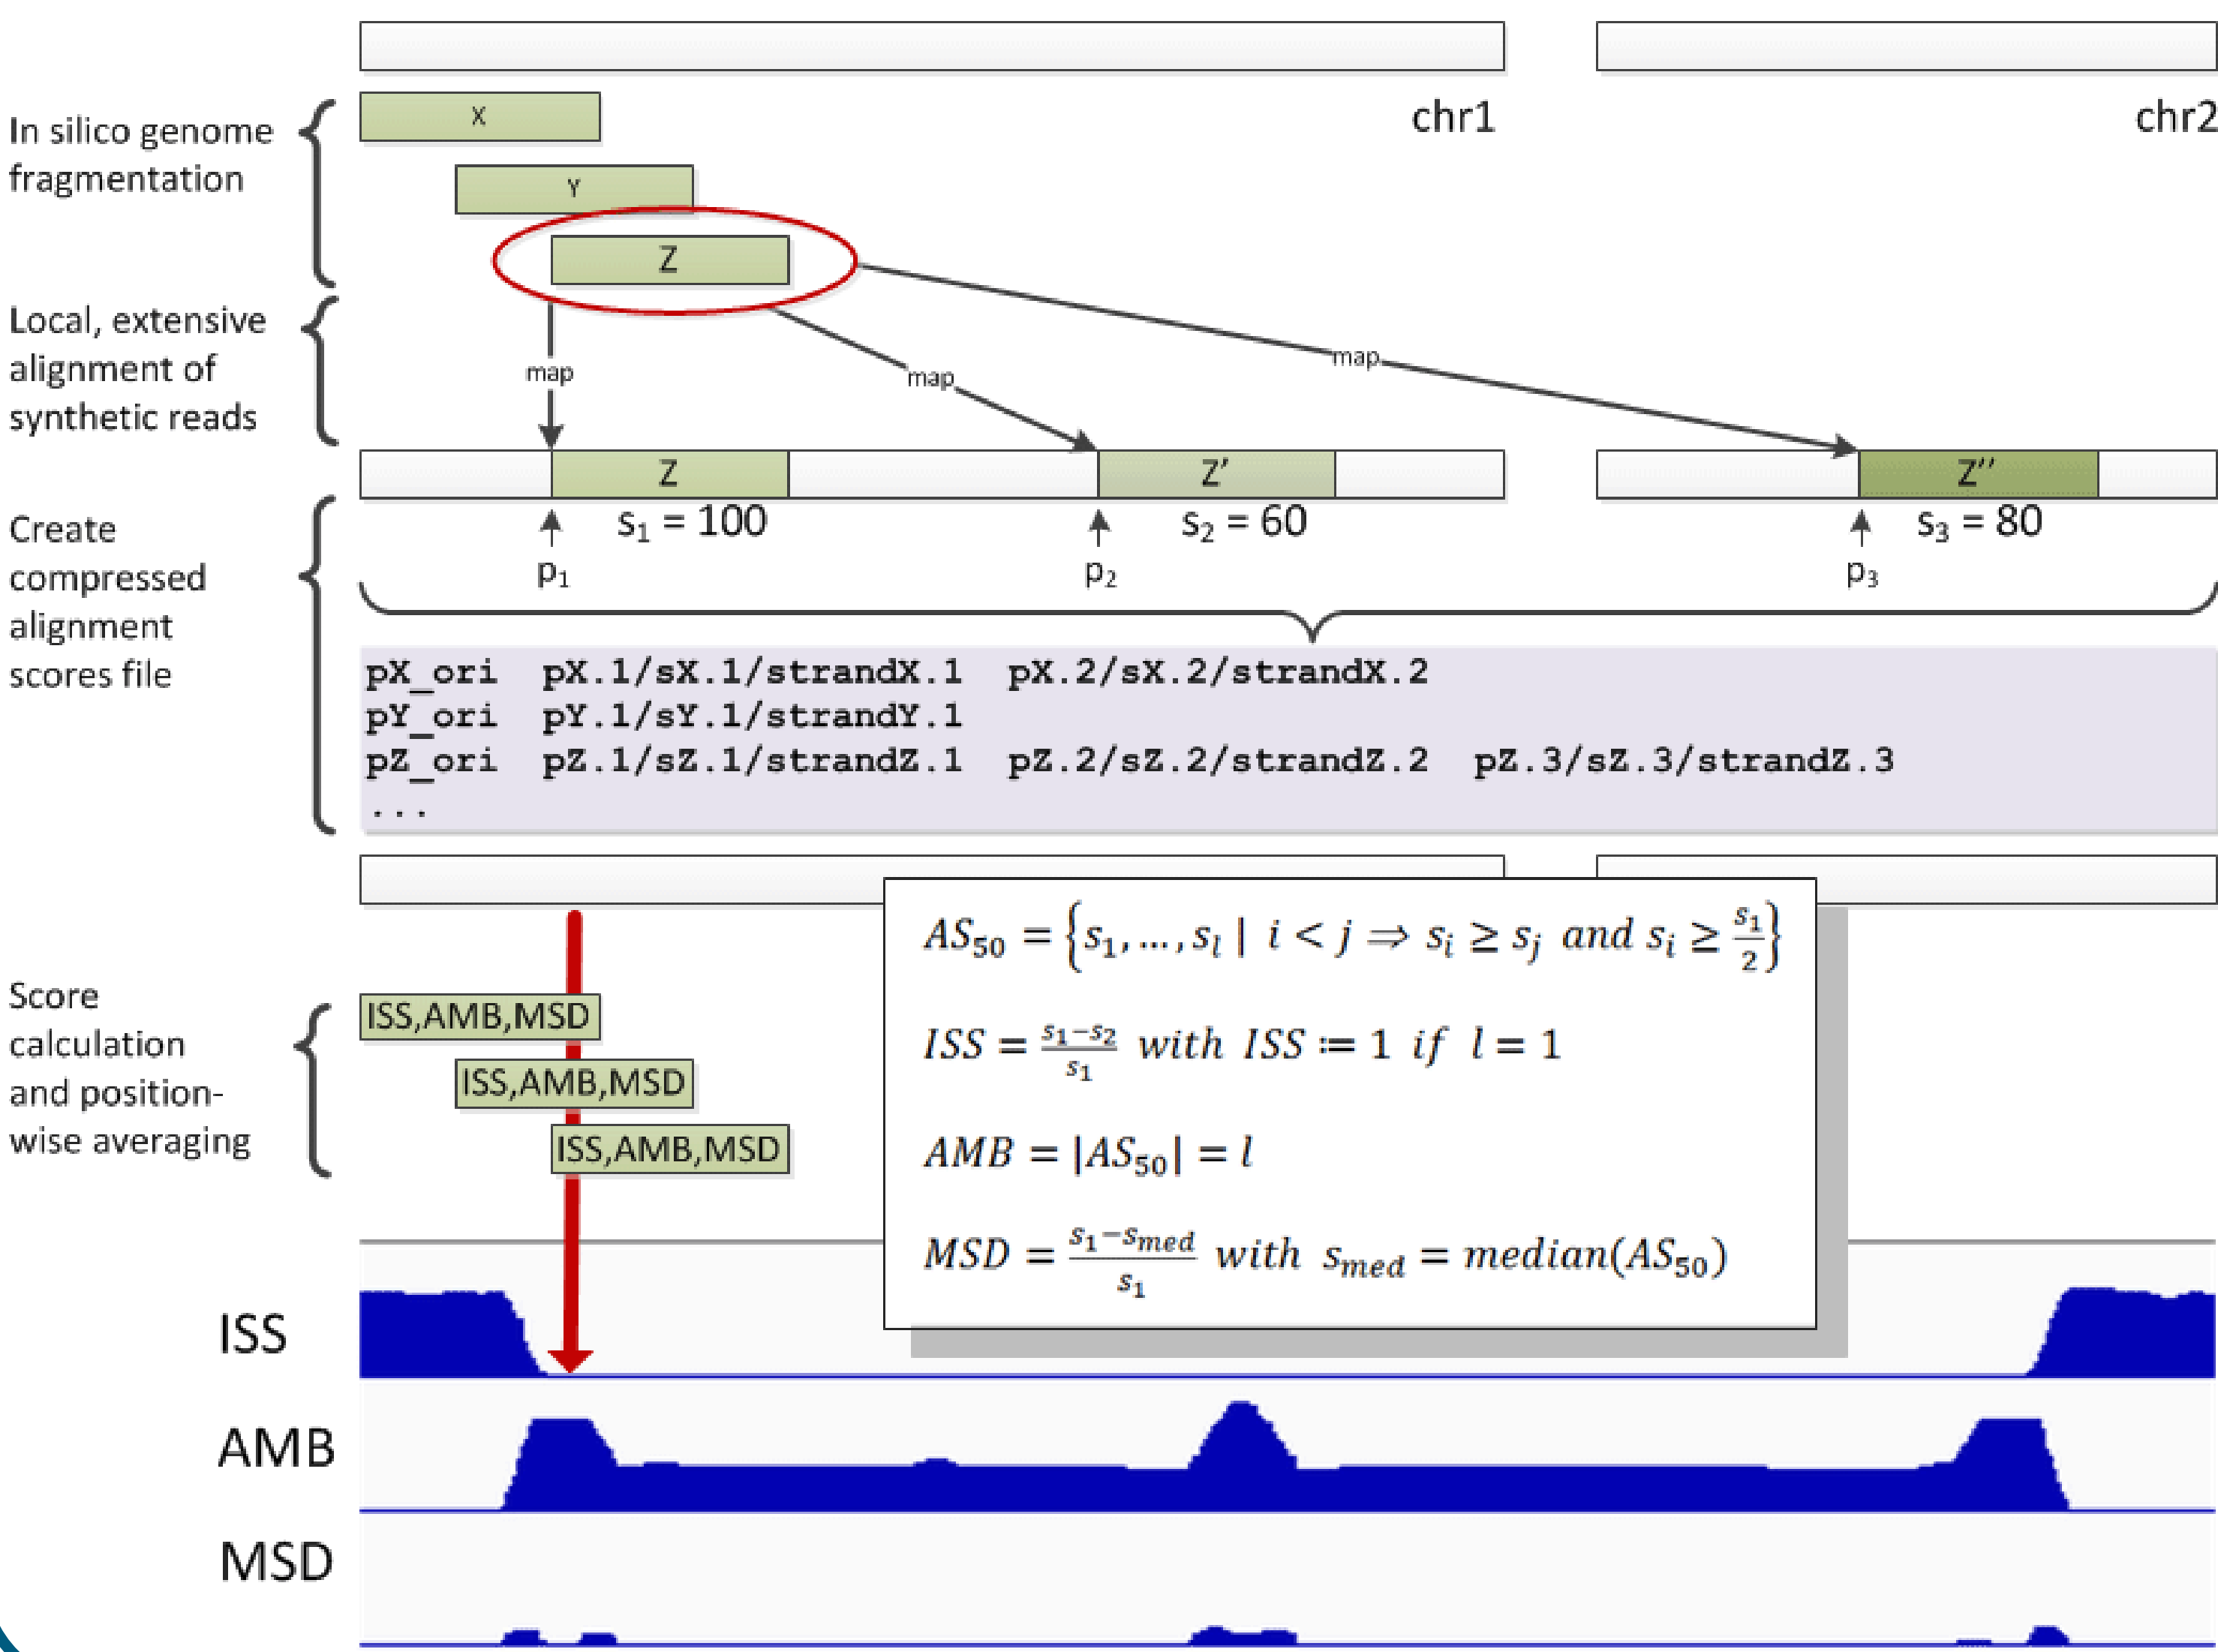 chr1
chr2
In silico genome
fragmentation
X
Y
Z
Local, extensive
alignment of
synthetic reads
map
map
map
Z
Z′
Z′′
s₁ = 100
s₂ = 60
s₃ = 80
p₁
p₂
p₃
Create
compressed
alignment
scores file
pX_ori pX.1/sX.1/strandX.1 pX.2/sX.2/strandX.2
pY_ori pY.1/sY.1/strandY.1
pZ_ori pZ.1/sZ.1/strandZ.1 pZ.2/sZ.2/strandZ.2 pZ.3/sZ.3/strandZ.3
...
Score
calculation
and position-
wise averaging
ISS,AMB,MSD
ISS,AMB,MSD
ISS,AMB,MSD
AS₅₀ = {s₁, …, sₗ | i < j ⇒ sᵢ ≥ sⱼ and sᵢ ≥ s₁/2}
ISS = s₁−s₂/s₁ with ISS ≔ 1 if l = 1
AMB = |AS₅₀| = l
MSD = s₁−s_med/s₁ with s_med = median(AS₅₀)
ISS
AMB
MSD